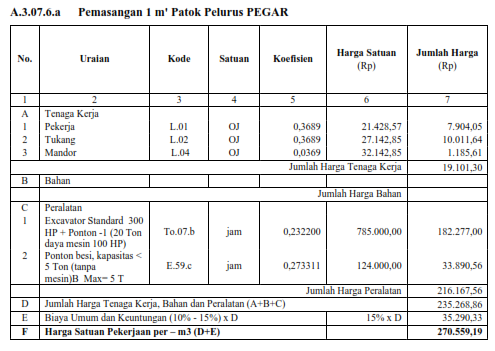 A.3.07.6.a Pemasangan 1 m' Patok Pelurus PEGAR
No. Uraian Kode Satuan Koefisien Harga Satuan (Rp) Jumlah Harga (Rp)
1 2 3 4 5 6 7
A Tenaga Kerja
1 Pekerja L.01 OJ 0,3689 21.428,57 7.904,05
2 Tukang L.02 OJ 0,3689 27.142,85 10.011,64
3 Mandor L.04 OJ 0,0369 32.142,85 1.185,61
Jumlah Harga Tenaga Kerja 19.101,30
B Bahan
Jumlah Harga Bahan
C Peralatan
1 Excavator Standard 300
HP + Ponton -1 (20 Ton To.07.b jam 0,232200 785.000,00 182.277,00
daya mesin 100 HP)
2 Ponton besi, kapasitas <
5 Ton (tanpa E.59.c jam 0,273311 124.000,00 33.890,56
mesin)B Max= 5 T
Jumlah Harga Peralatan 216.167,56
D Jumlah Harga Tenaga Kerja, Bahan dan Peralatan (A+B+C) 235.268,86
E Biaya Umum dan Keuntungan (10% - 15%) x D 15% x D 35.290,33
F Harga Satuan Pekerjaan per – m3 (D+E) 270.559,19